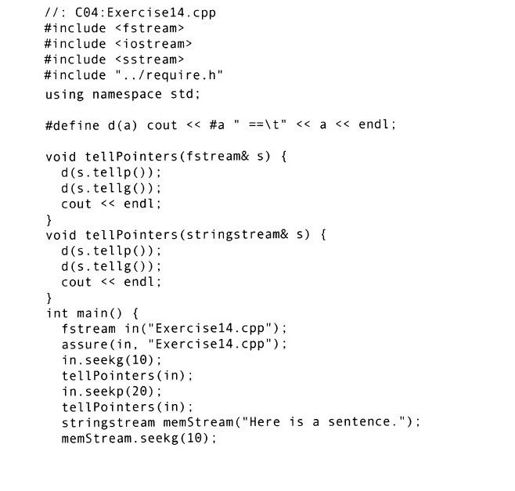 //: C04:Exercise14.cpp
#include <fstream>
#include <iostream>
#include <sstream>
#include "../require.h"
using namespace std;
#define d(a) cout << #a " ==\t" << a << endl;
void tellPointers(fstream& s) {
d(s.tellp());
d(s.tellg());
cout << endl;
}
void tellPointers(stringstream& s) {
d(s.tellp());
d(s.tellg());
cout << endl;
}
int main() {
fstream in("Exercise14.cpp");
assure(in, "Exercise14.cpp");
in.seekg(10);
tellPointers(in);
in.seekp(20);
tellPointers(in);
stringstream memStream("Here is a sentence.");
memStream.seekg(10);